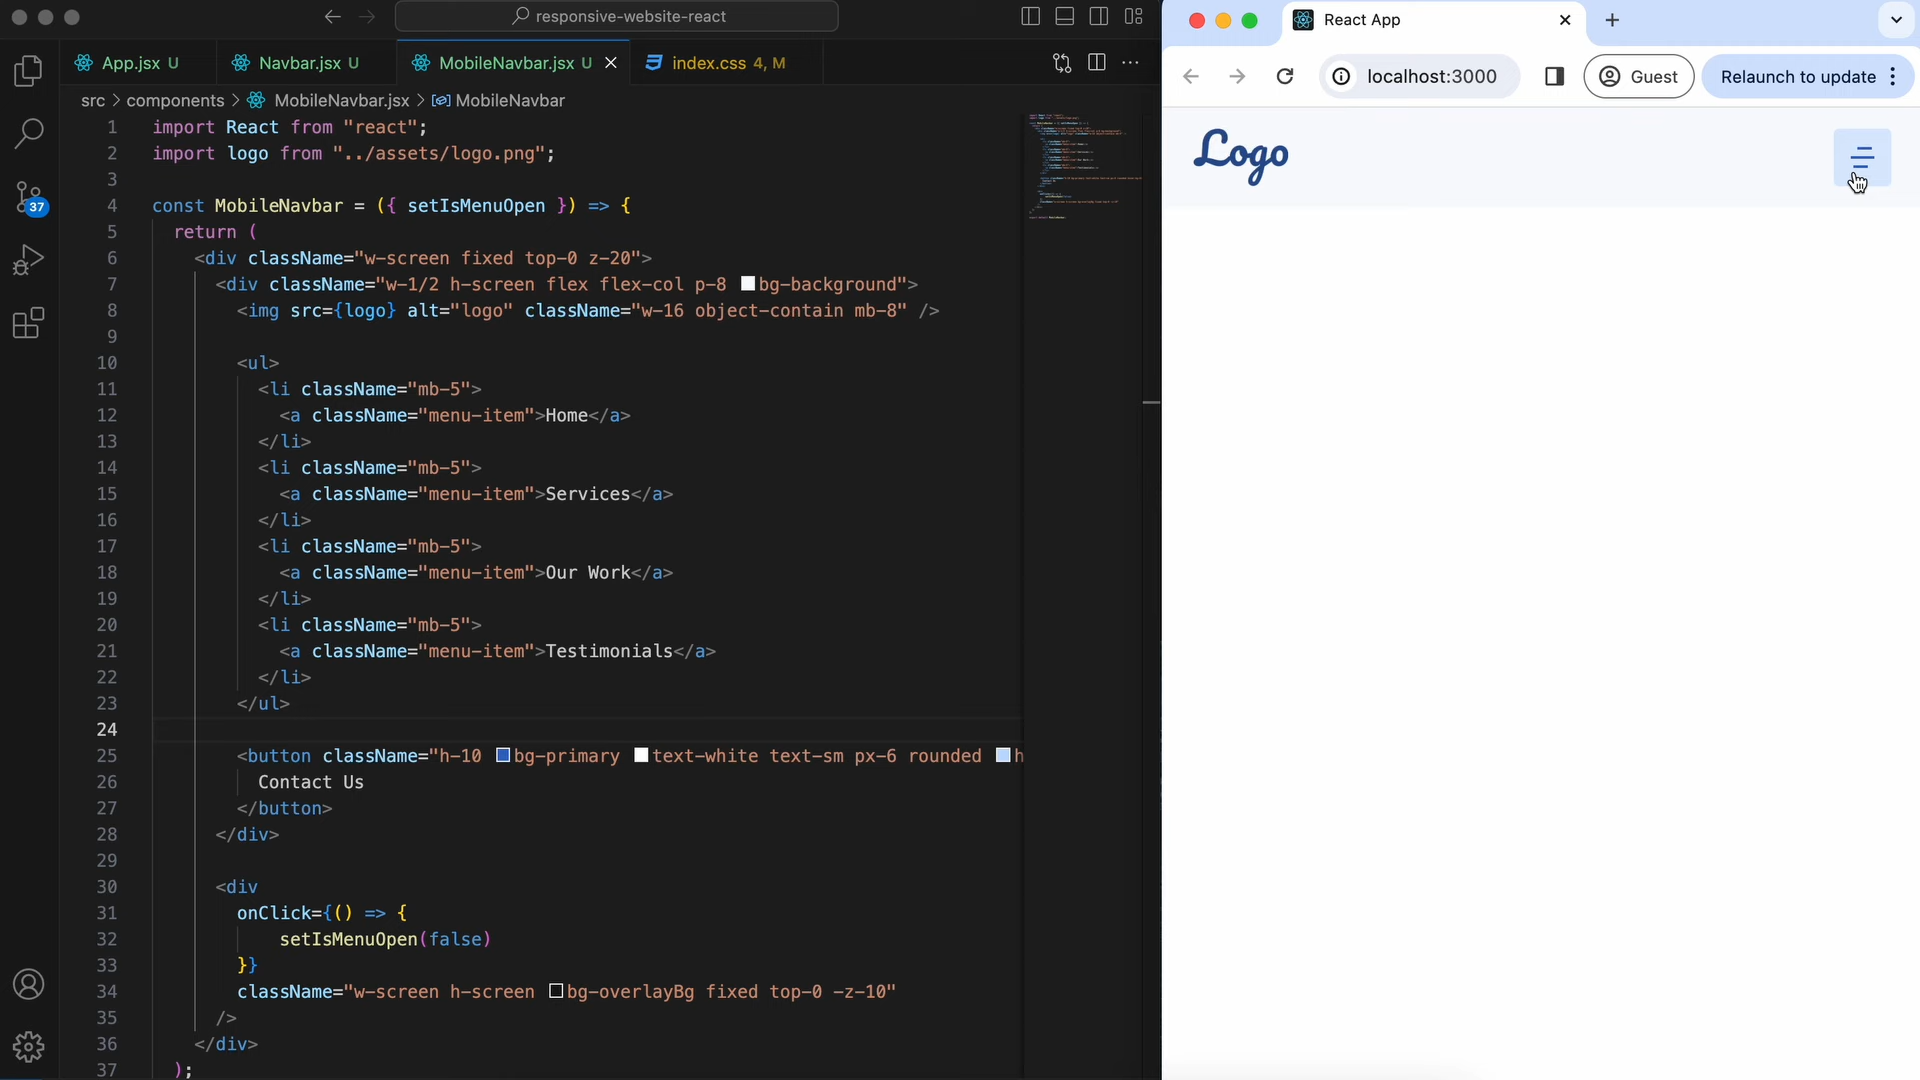 responsive-website-react
App.jsx U
Navbar.jsx U
MobileNavbar.jsx U
index.css 4, M
src > components > MobileNavbar.jsx > MobileNavbar
37
1 import React from "react";
2 import logo from "../assets/logo.png";
3
4 const MobileNavbar = ({ setIsMenuOpen }) => {
5 return (
6 <div className="w-screen fixed top-0 z-20">
7 <div className="w-1/2 h-screen flex flex-col p-8 bg-background">
8 <img src={logo} alt="logo" className="w-16 object-contain mb-8" />
9
10 <ul>
11 <li className="mb-5">
12 <a className="menu-item">Home</a>
13 </li>
14 <li className="mb-5">
15 <a className="menu-item">Services</a>
16 </li>
17 <li className="mb-5">
18 <a className="menu-item">Our Work</a>
19 </li>
20 <li className="mb-5">
21 <a className="menu-item">Testimonials</a>
22 </li>
23 </ul>
24
25 <button className="h-10 bg-primary text-white text-sm px-6 rounded h
26 Contact Us
27 </button>
28 </div>
29
30 <div
31 onClick={() => {
32 setIsMenuOpen(false)
33 }}
34 className="w-screen h-screen bg-overlayBg fixed top-0 -z-10"
35 />
36 </div>
37 );
React App
localhost:3000
Guest
Relaunch to update
Logo